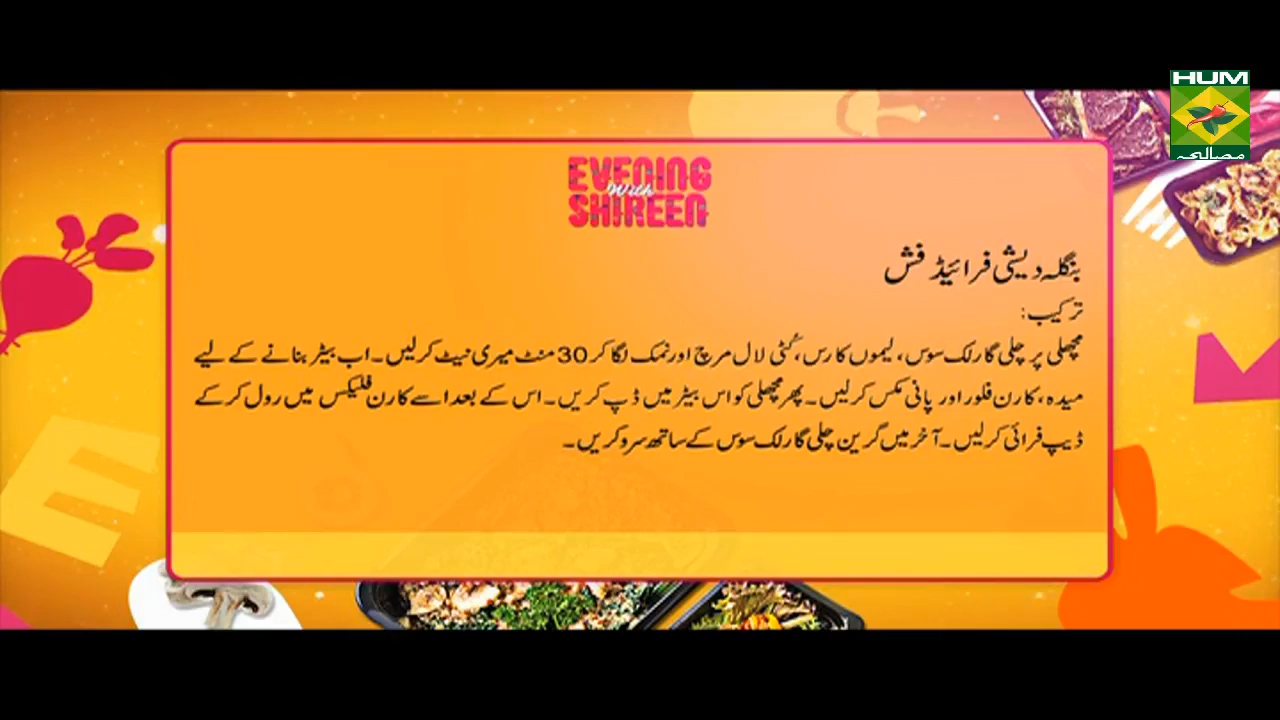 HUM
مصالحہ
EVENING
With
SHIREEN
بنگلہ دیشی فرائیڈ فش
ترکیب:
مچھلی پر چلی گارلک سوس، لیموں کا رس، کُٹی لال مرچ اور نمک لگا کر 30 منٹ میری نیٹ کر لیں۔ اب بیٹر بنانے کے لیے
میدہ، کارن فلور اور پانی مکس کر لیں۔ پھر مچھلی کو اس بیٹر میں ڈپ کریں۔ اس کے بعد اسے کارن فلیکس میں رول کر کے
ڈیپ فرائی کر لیں۔ آخر میں گرین چلی گارلک سوس کے ساتھ سرو کریں۔